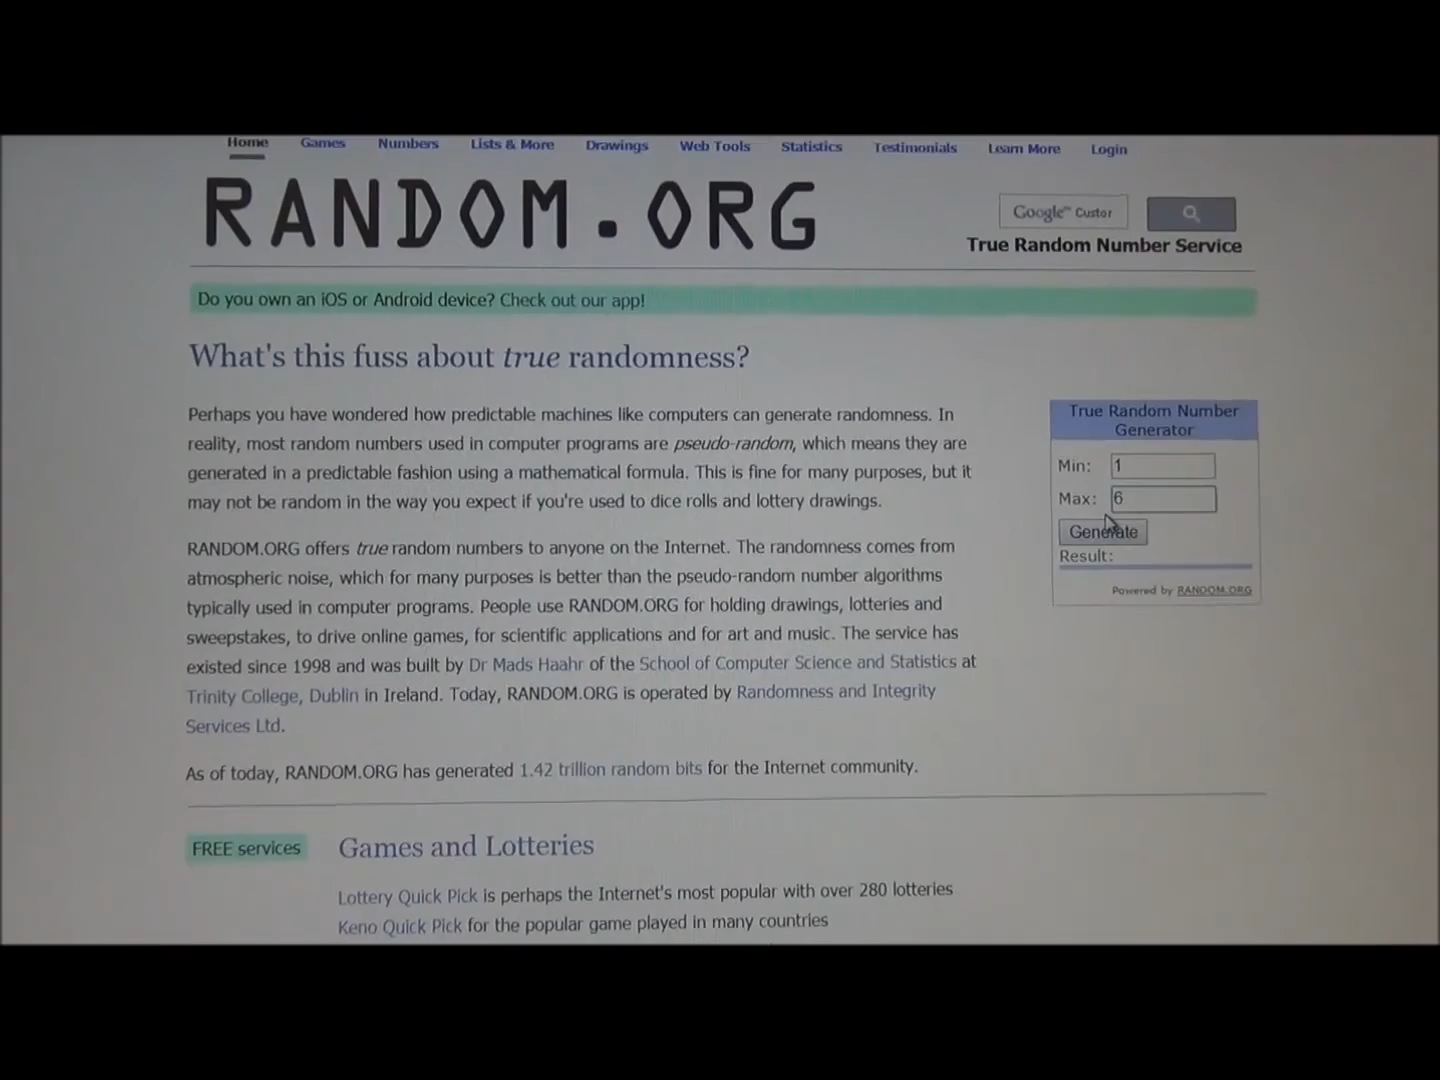 Home Games Numbers Lists & More Drawings Web Tools Statistics Testimonials Learn More Login
RANDOM.ORG
Google™ Custor
True Random Number Service
Do you own an iOS or Android device? Check out our app!
What's this fuss about true randomness?
Perhaps you have wondered how predictable machines like computers can generate randomness. In
reality, most random numbers used in computer programs are pseudo-random, which means they are
generated in a predictable fashion using a mathematical formula. This is fine for many purposes, but it
may not be random in the way you expect if you're used to dice rolls and lottery drawings.
RANDOM.ORG offers true random numbers to anyone on the Internet. The randomness comes from
atmospheric noise, which for many purposes is better than the pseudo-random number algorithms
typically used in computer programs. People use RANDOM.ORG for holding drawings, lotteries and
sweepstakes, to drive online games, for scientific applications and for art and music. The service has
existed since 1998 and was built by Dr Mads Haahr of the School of Computer Science and Statistics at
Trinity College, Dublin in Ireland. Today, RANDOM.ORG is operated by Randomness and Integrity
Services Ltd.
As of today, RANDOM.ORG has generated 1.42 trillion random bits for the Internet community.
True Random Number
Generator
Min: 1
Max: 6
Generate
Result:
Powered by RANDOM.ORG
FREE services
Games and Lotteries
Lottery Quick Pick is perhaps the Internet's most popular with over 280 lotteries
Keno Quick Pick for the popular game played in many countries